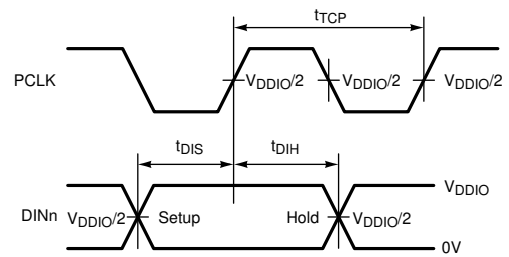 tTCP
PCLK
VDDIO/2
VDDIO/2
VDDIO/2
tDIS
tDIH
VDDIO
DINn
VDDIO/2
Setup
Hold
VDDIO/2
0V